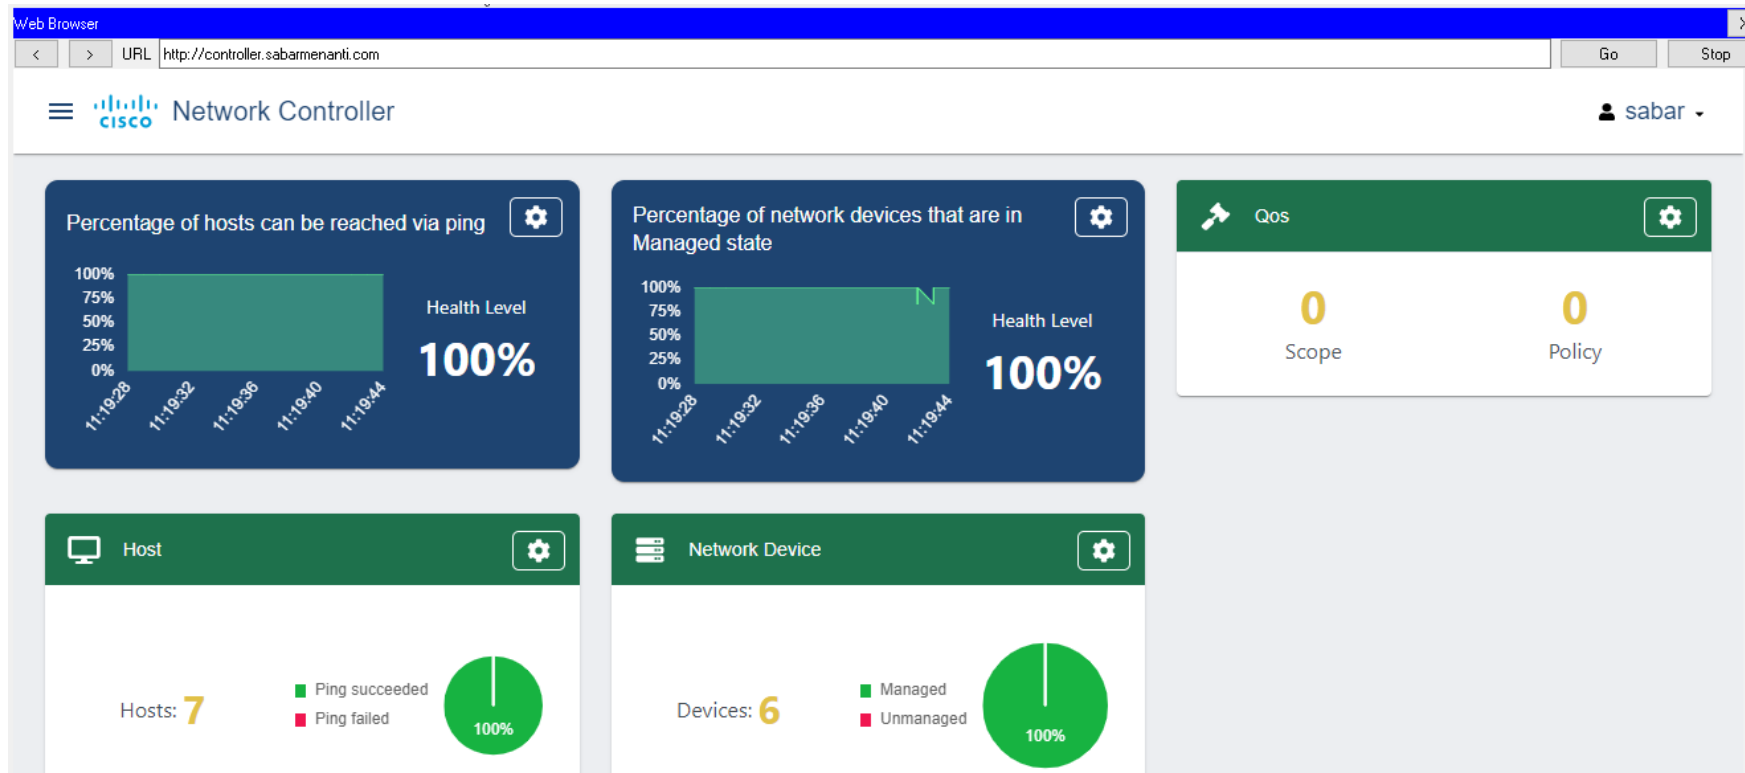 Web Browser
URL http://controller.sabarmenanti.com Go Stop
CISCO Network Controller
sabar
Percentage of hosts can be reached via ping
100%
75%
50%
25%
0%
11:19:28 11:19:32 11:19:36 11:19:40 11:19:44
Health Level
100%
Percentage of network devices that are in
Managed state
100%
75%
50%
25%
0%
11:19:28 11:19:32 11:19:36 11:19:40 11:19:44
Health Level
100%
Qos
0 0
Scope Policy
Host
Hosts: 7
Ping succeeded
Ping failed
100%
Network Device
Devices: 6
Managed
Unmanaged
100%